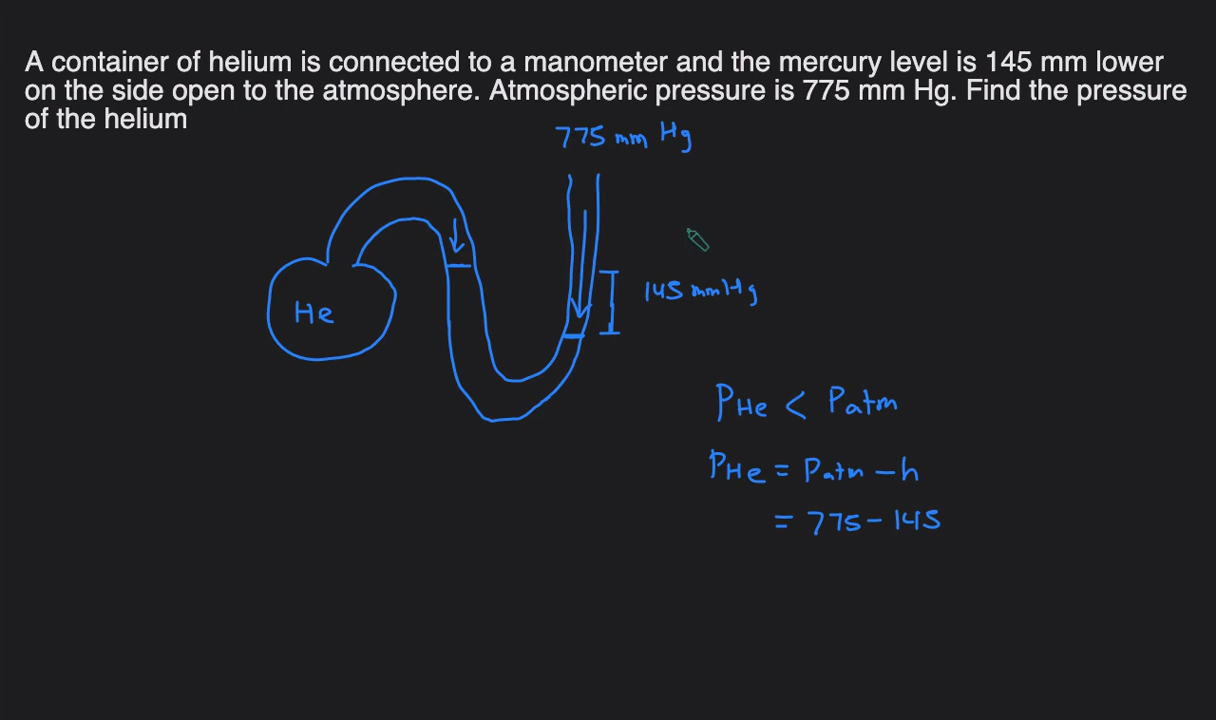 A container of helium is connected to a manometer and the mercury level is 145 mm lower
on the side open to the atmosphere. Atmospheric pressure is 775 mm Hg. Find the pressure
of the helium
775 mm Hg
He
145 mmHg
PHe < Patm
PHe = Patm - h
= 775 - 145